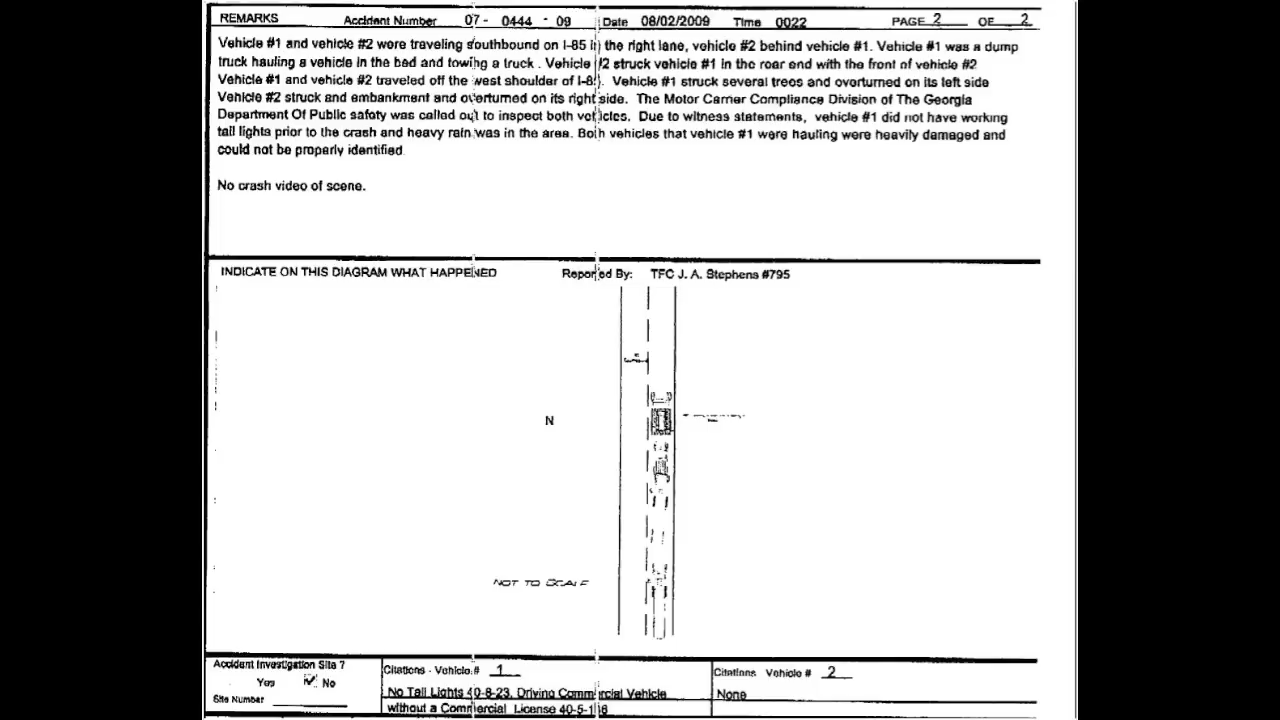 REMARKS Accident Number 07- 0444 - 09 Date 08/02/2009 Time 0022 PAGE 2 OF 2
Vehicle #1 and vehicle #2 were traveling southbound on I-85 in the right lane, vehicle #2 behind vehicle #1. Vehicle #1 was a dump
truck hauling a vehicle in the bed and towing a truck . Vehicle #2 struck vehicle #1 in the rear end with the front of vehicle #2
Vehicle #1 and vehicle #2 traveled off the west shoulder of I-85. Vehicle #1 struck several trees and overturned on its left side
Vehicle #2 struck and embankment and overturned on its right side. The Motor Carrier Compliance Division of The Georgia
Department Of Public safety was called out to inspect both vehicles. Due to witness statements, vehicle #1 did not have working
tail lights prior to the crash and heavy rain was in the area. Both vehicles that vehicle #1 were hauling were heavily damaged and
could not be properly identified.
No crash video of scene.
INDICATE ON THIS DIAGRAM WHAT HAPPENED Reported By: TFC J. A. Stephens #795
N
NOT TO SCALE
Accident Investigation Site ?
Yes No
Site Number
Citations - Vehicle # 1
No Tail Lights 40-8-23, Driving Commercial Vehicle
without a Commercial License 40-5-146
Citations Vehicle # 2
None